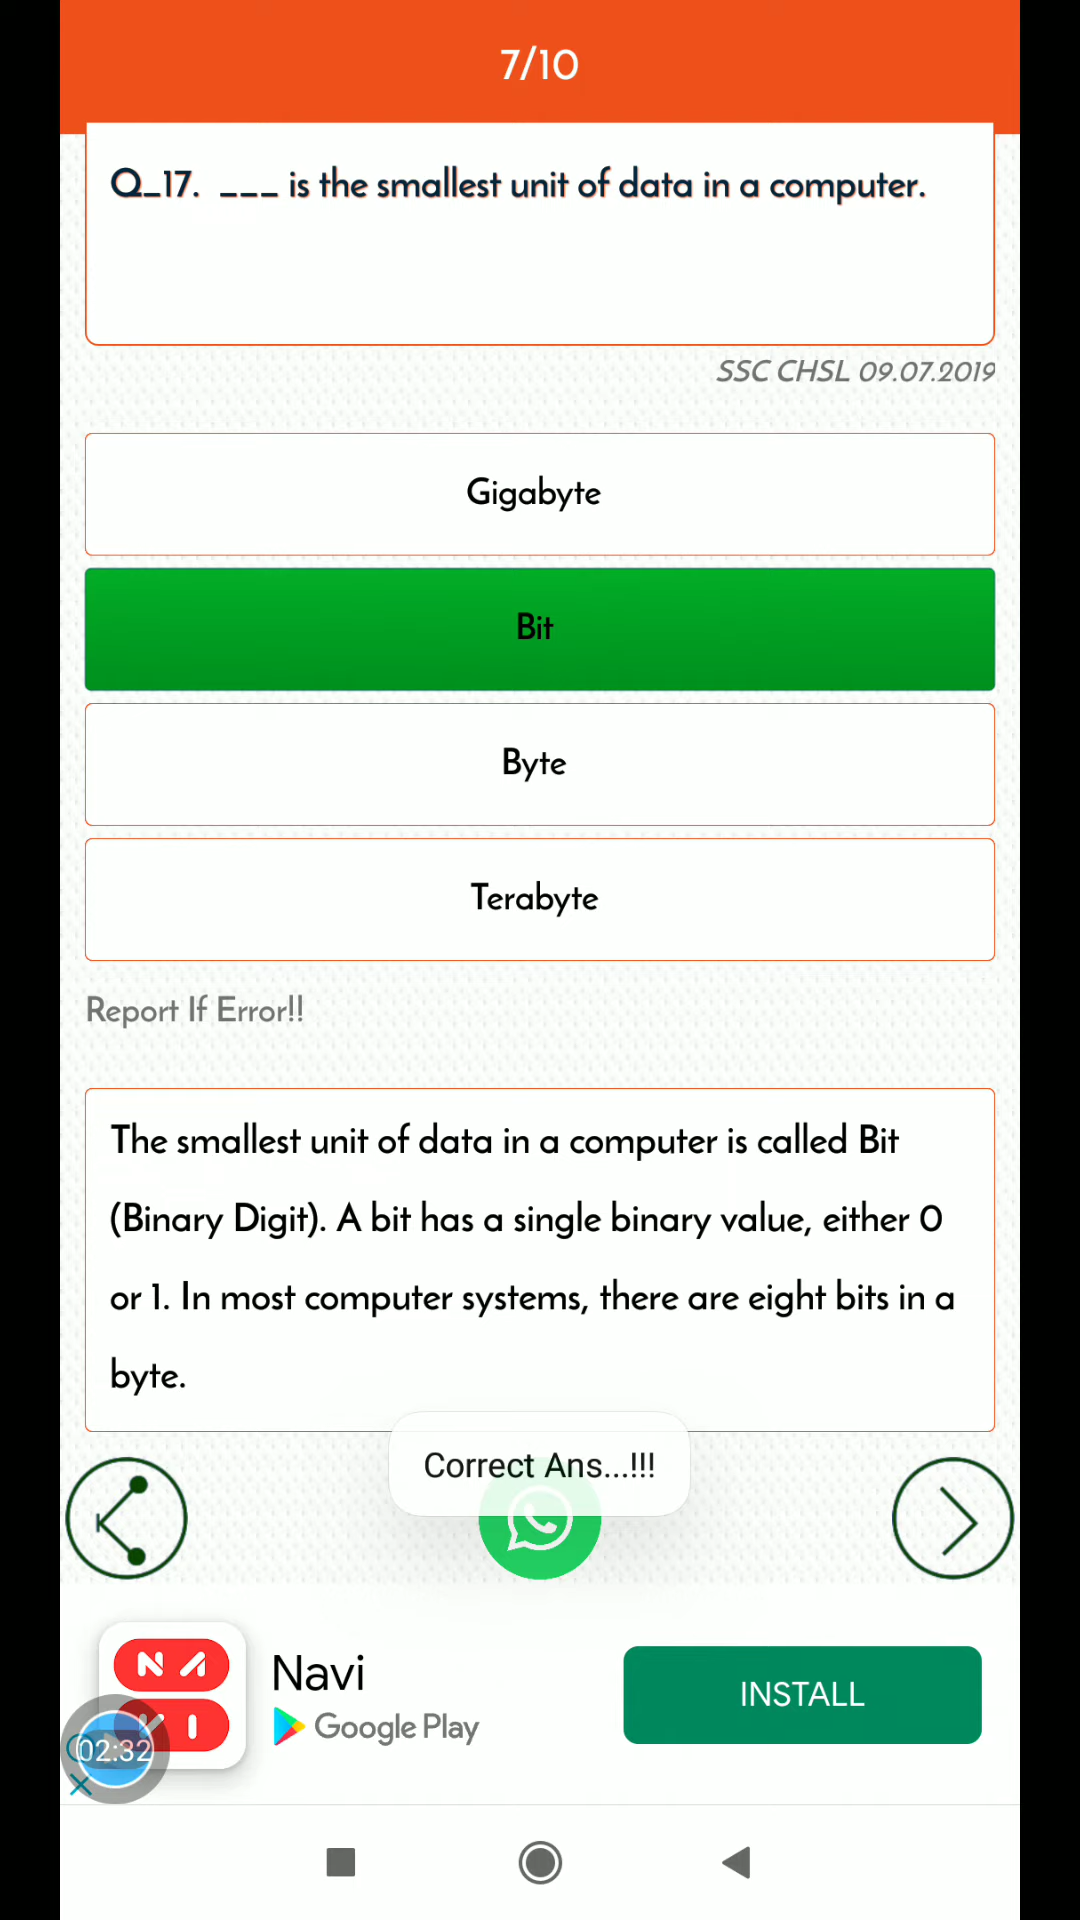 7/10
Q_17. ___ is the smallest unit of data in a computer.
SSC CHSL 09.07.2019
Gigabyte
Bit
Byte
Terabyte
Report If Error!!
The smallest unit of data in a computer is called Bit
(Binary Digit). A bit has a single binary value, either 0
or 1. In most computer systems, there are eight bits in a
byte.
Correct Ans...!!!
Navi
Google Play
INSTALL
02:32